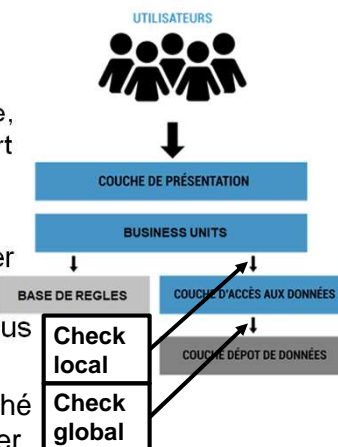 UTILISATEURS
COUCHE DE PRÉSENTATION
BUSINESS UNITS
BASE DE REGLES
COUCHE D'ACCÈS AUX DONNÉES
COUCHE DÉPÔT DE DONNÉES
Check
local
Check
global